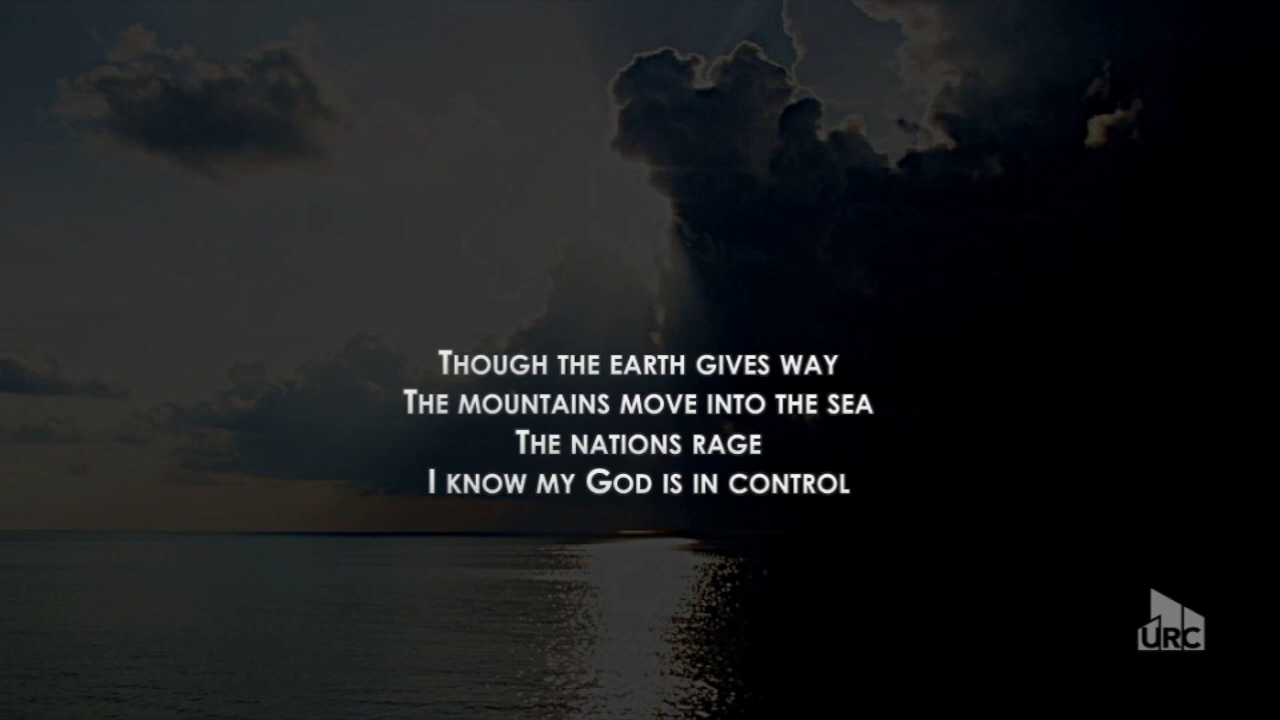 Though the earth gives way
The mountains move into the sea
The nations rage
I know my God is in control
URC